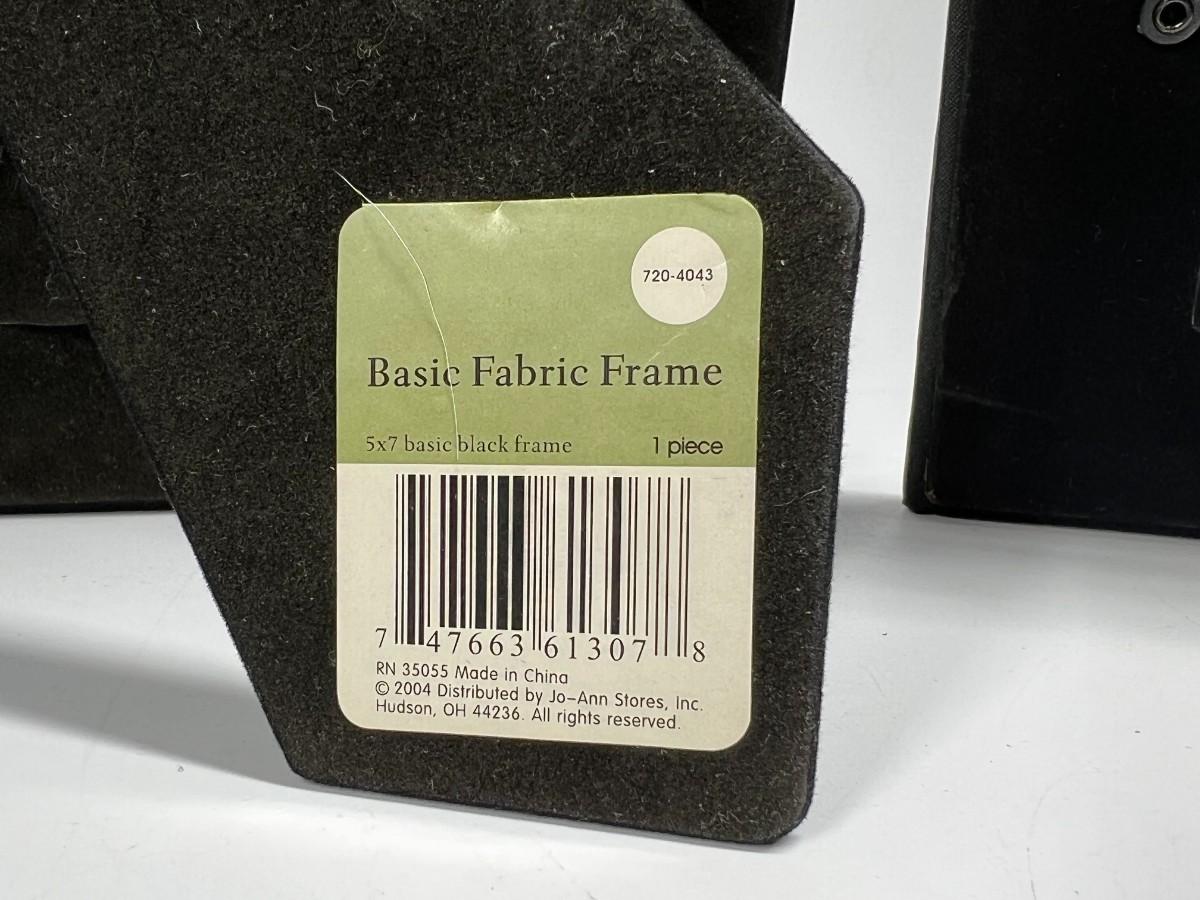 720-4043
Basic Fabric Frame
5x7 basic black frame 1 piece
7 47663 61307 8
RN 35055 Made in China
© 2004 Distributed by Jo-Ann Stores, Inc.
Hudson, OH 44236. All rights reserved.